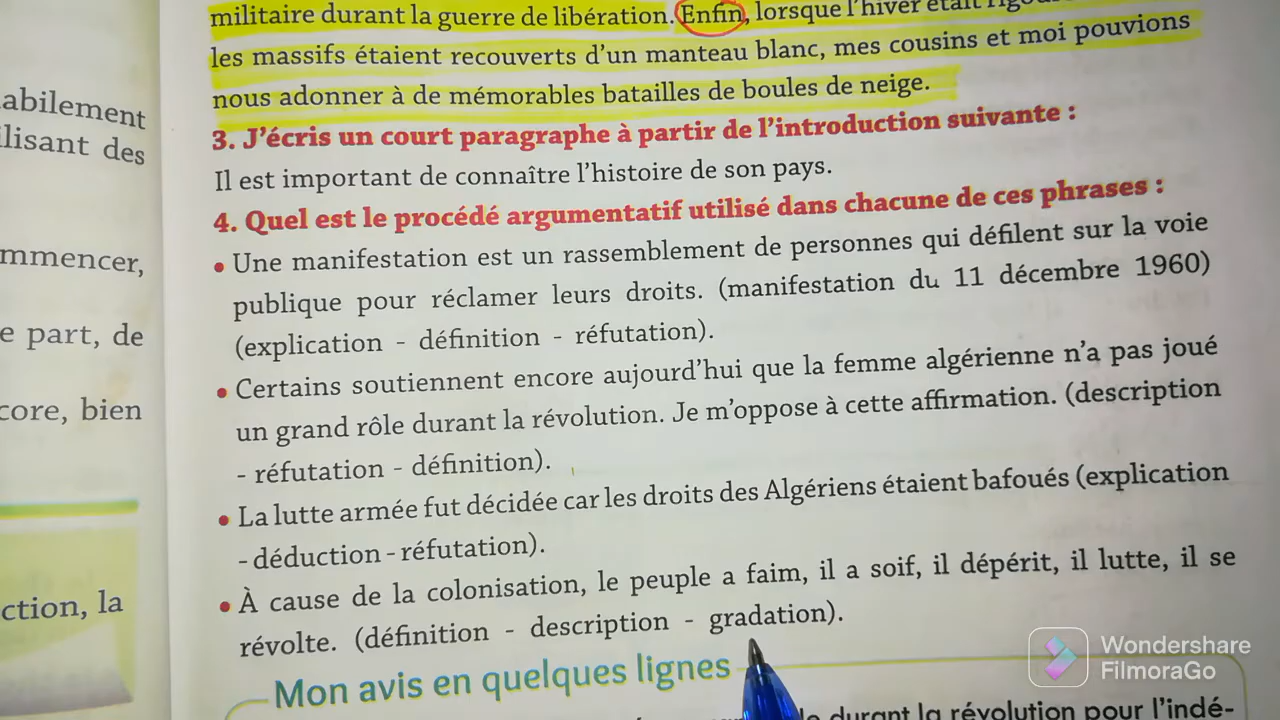 militaire durant la guerre de libération. Enfin, lorsque l'hiver était
les massifs étaient recouverts d'un manteau blanc, mes cousins et moi pouvions
nous adonner à de mémorables batailles de boules de neige.
3. J'écris un court paragraphe à partir de l'introduction suivante :
Il est important de connaître l'histoire de son pays.
4. Quel est le procédé argumentatif utilisé dans chacune de ces phrases :
• Une manifestation est un rassemblement de personnes qui défilent sur la voie
publique pour réclamer leurs droits. (manifestation du 11 décembre 1960)
(explication - définition - réfutation).
• Certains soutiennent encore aujourd'hui que la femme algérienne n'a pas joué
un grand rôle durant la révolution. Je m'oppose à cette affirmation. (description
- réfutation - définition).
• La lutte armée fut décidée car les droits des Algériens étaient bafoués (explication
- déduction - réfutation).
• À cause de la colonisation, le peuple a faim, il a soif, il dépérit, il lutte, il se
révolte. (définition - description - gradation).
Mon avis en quelques lignes
durant la révolution pour l'indé-
abilement
lisant des
mmencer,
e part, de
core, bien
ction, la
Wondershare
FilmoraGo